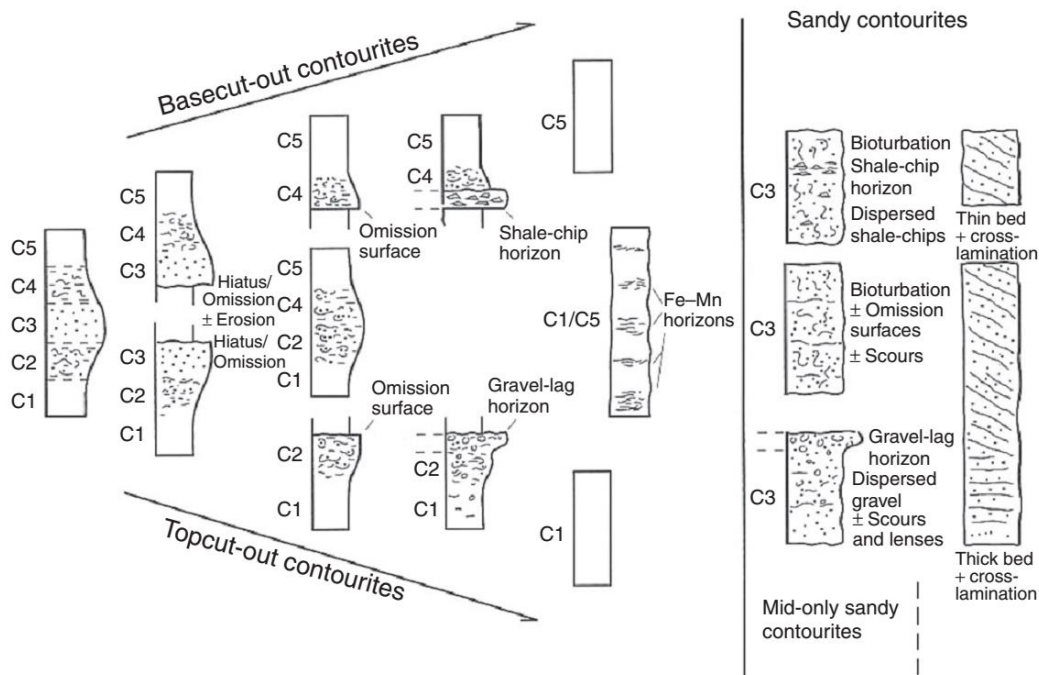 Sandy contourites
Basecut-out contourites
C5
C4
C3
C2
C1
C5
C4
C3
Hiatus/
Omission
± Erosion
Hiatus/
Omission
C3
C2
C1
C5
C4
Omission
surface
C5
C4
C2
C1
Omission
surface
C2
C1
C5
C4
Shale-chip
horizon
Gravel-lag
horizon
C2
C1
C5
C1/C5
Fe–Mn
horizons
C1
Topcut-out contourites
C3
Bioturbation
Shale-chip
horizon
Dispersed
shale-chips
Thin bed
+ cross-
lamination
C3
Bioturbation
± Omission
surfaces
± Scours
C3
Gravel-lag
horizon
Dispersed
gravel
± Scours
and lenses
Thick bed
+ cross-
lamination
Mid-only sandy
contourites